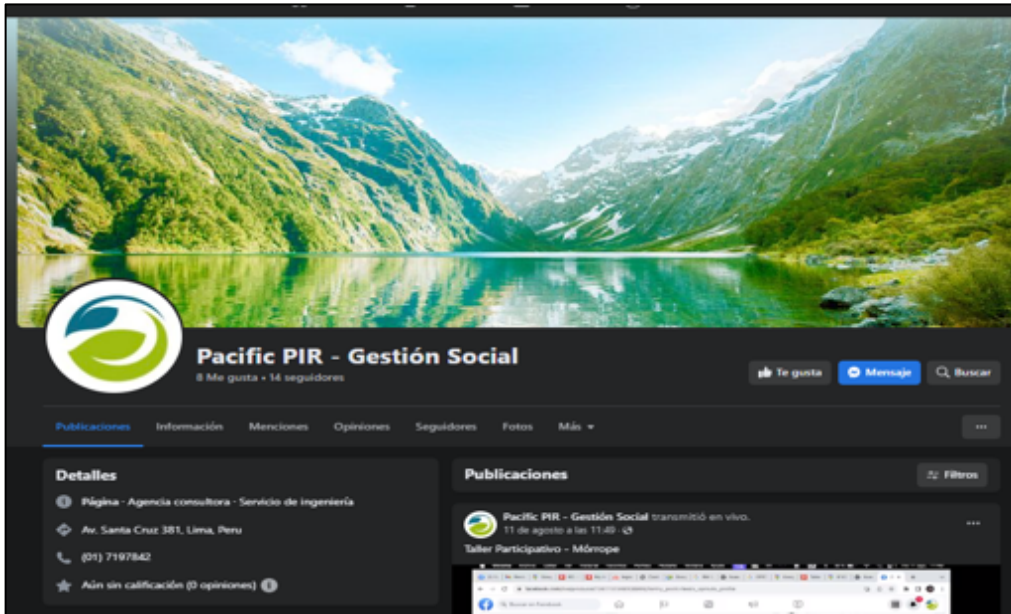 Pacific PIR - Gestión Social
8 Me gusta • 14 seguidores
Te gusta
Mensaje
Buscar
Publicaciones
Información
Menciones
Opiniones
Seguidores
Fotos
Más
Detalles
Página · Agencia consultora · Servicio de ingeniería
Av. Santa Cruz 381, Lima, Peru
(01) 7197842
Aún sin calificación (0 opiniones)
Publicaciones
Filtros
Pacific PIR - Gestión Social transmitió en vivo.
11 de agosto a las 11:49 ·
Taller Participativo - Mórrope
Buscar en Facebook